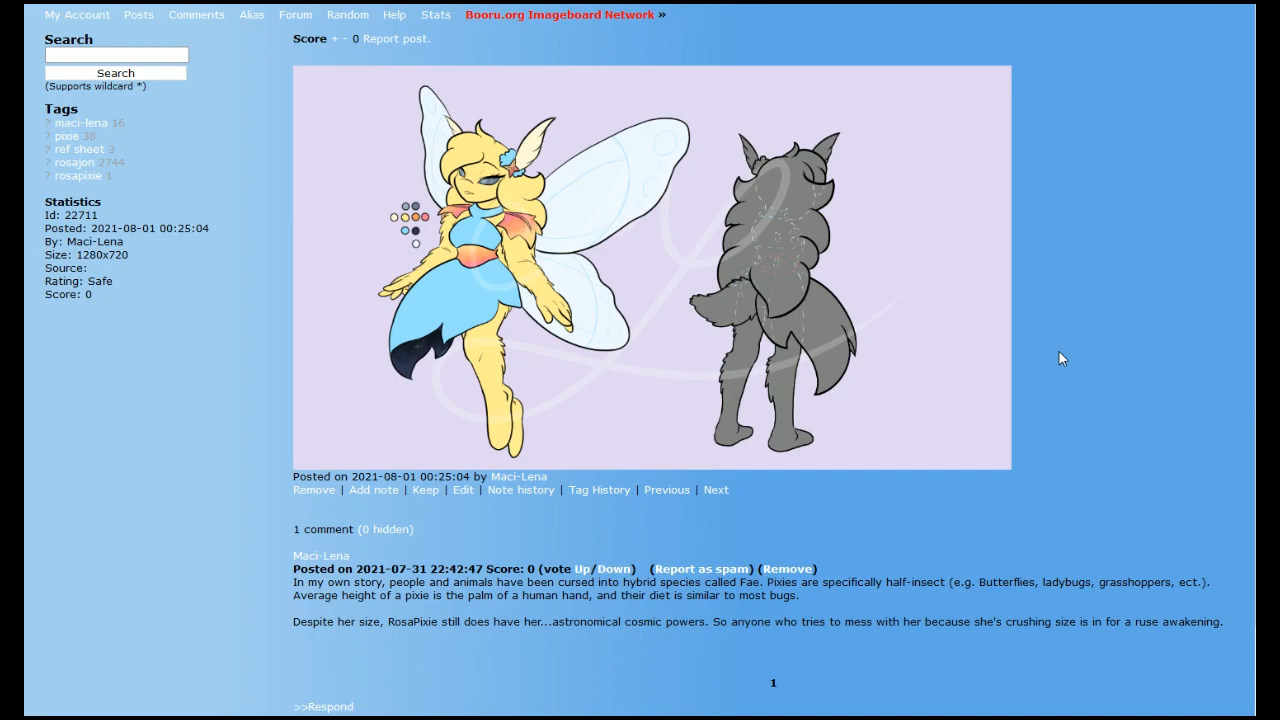 My Account Posts Comments Alias Forum Random Help Stats Booru.org Imageboard Network »
Search
Search
(Supports wildcard *)
Tags
? maci-lena 16
? pixie 38
? ref sheet 3
? rosajon 2744
? rosapixie 1
Statistics
Id: 22711
Posted: 2021-08-01 00:25:04
By: Maci-Lena
Size: 1280x720
Source:
Rating: Safe
Score: 0
Score + - 0 Report post.
Posted on 2021-08-01 00:25:04 by Maci-Lena
Remove | Add note | Keep | Edit | Note history | Tag History | Previous | Next
1 comment (0 hidden)
Maci-Lena
Posted on 2021-07-31 22:42:47 Score: 0 (vote Up/Down) (Report as spam) (Remove)
In my own story, people and animals have been cursed into hybrid species called Fae. Pixies are specifically half-insect (e.g. Butterflies, ladybugs, grasshoppers, ect.).
Average height of a pixie is the palm of a human hand, and their diet is similar to most bugs.
Despite her size, RosaPixie still does have her...astronomical cosmic powers. So anyone who tries to mess with her because she's crushing size is in for a ruse awakening.
1
>>Respond